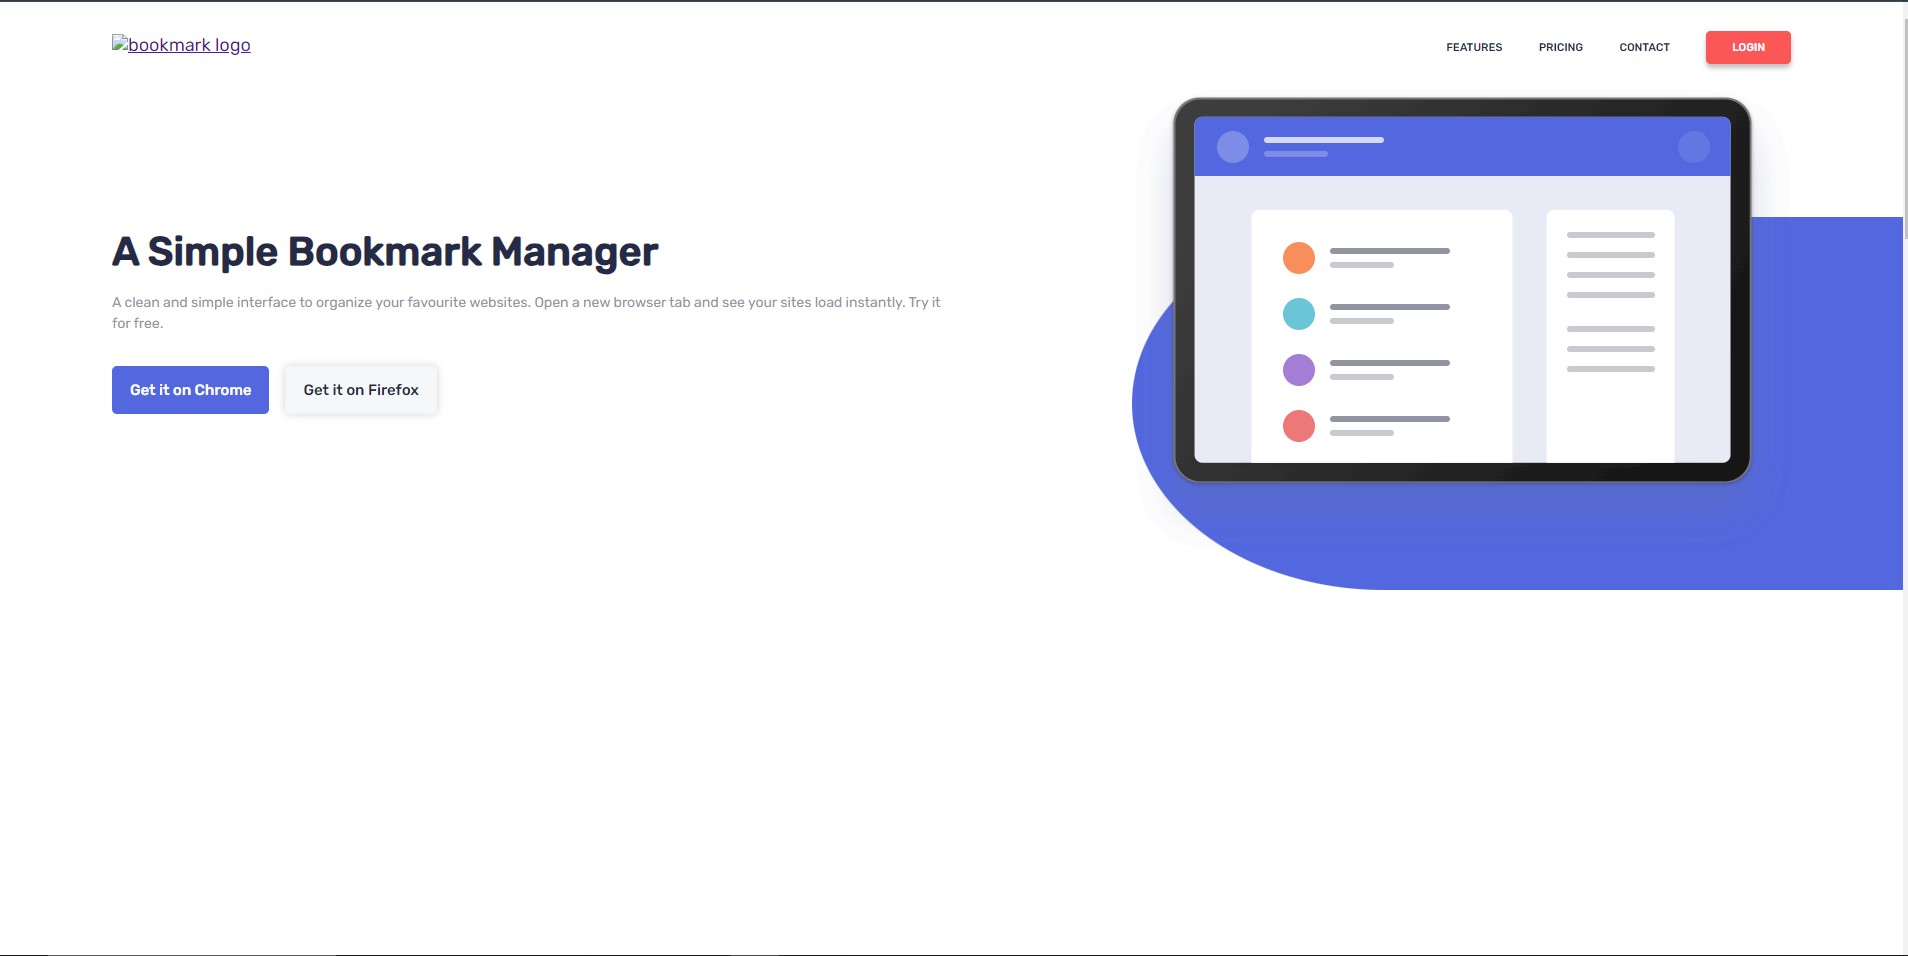 bookmark logo
FEATURES PRICING CONTACT LOGIN
A Simple Bookmark Manager
A clean and simple interface to organize your favourite websites. Open a new browser tab and see your sites load instantly. Try it
for free.
Get it on Chrome Get it on Firefox